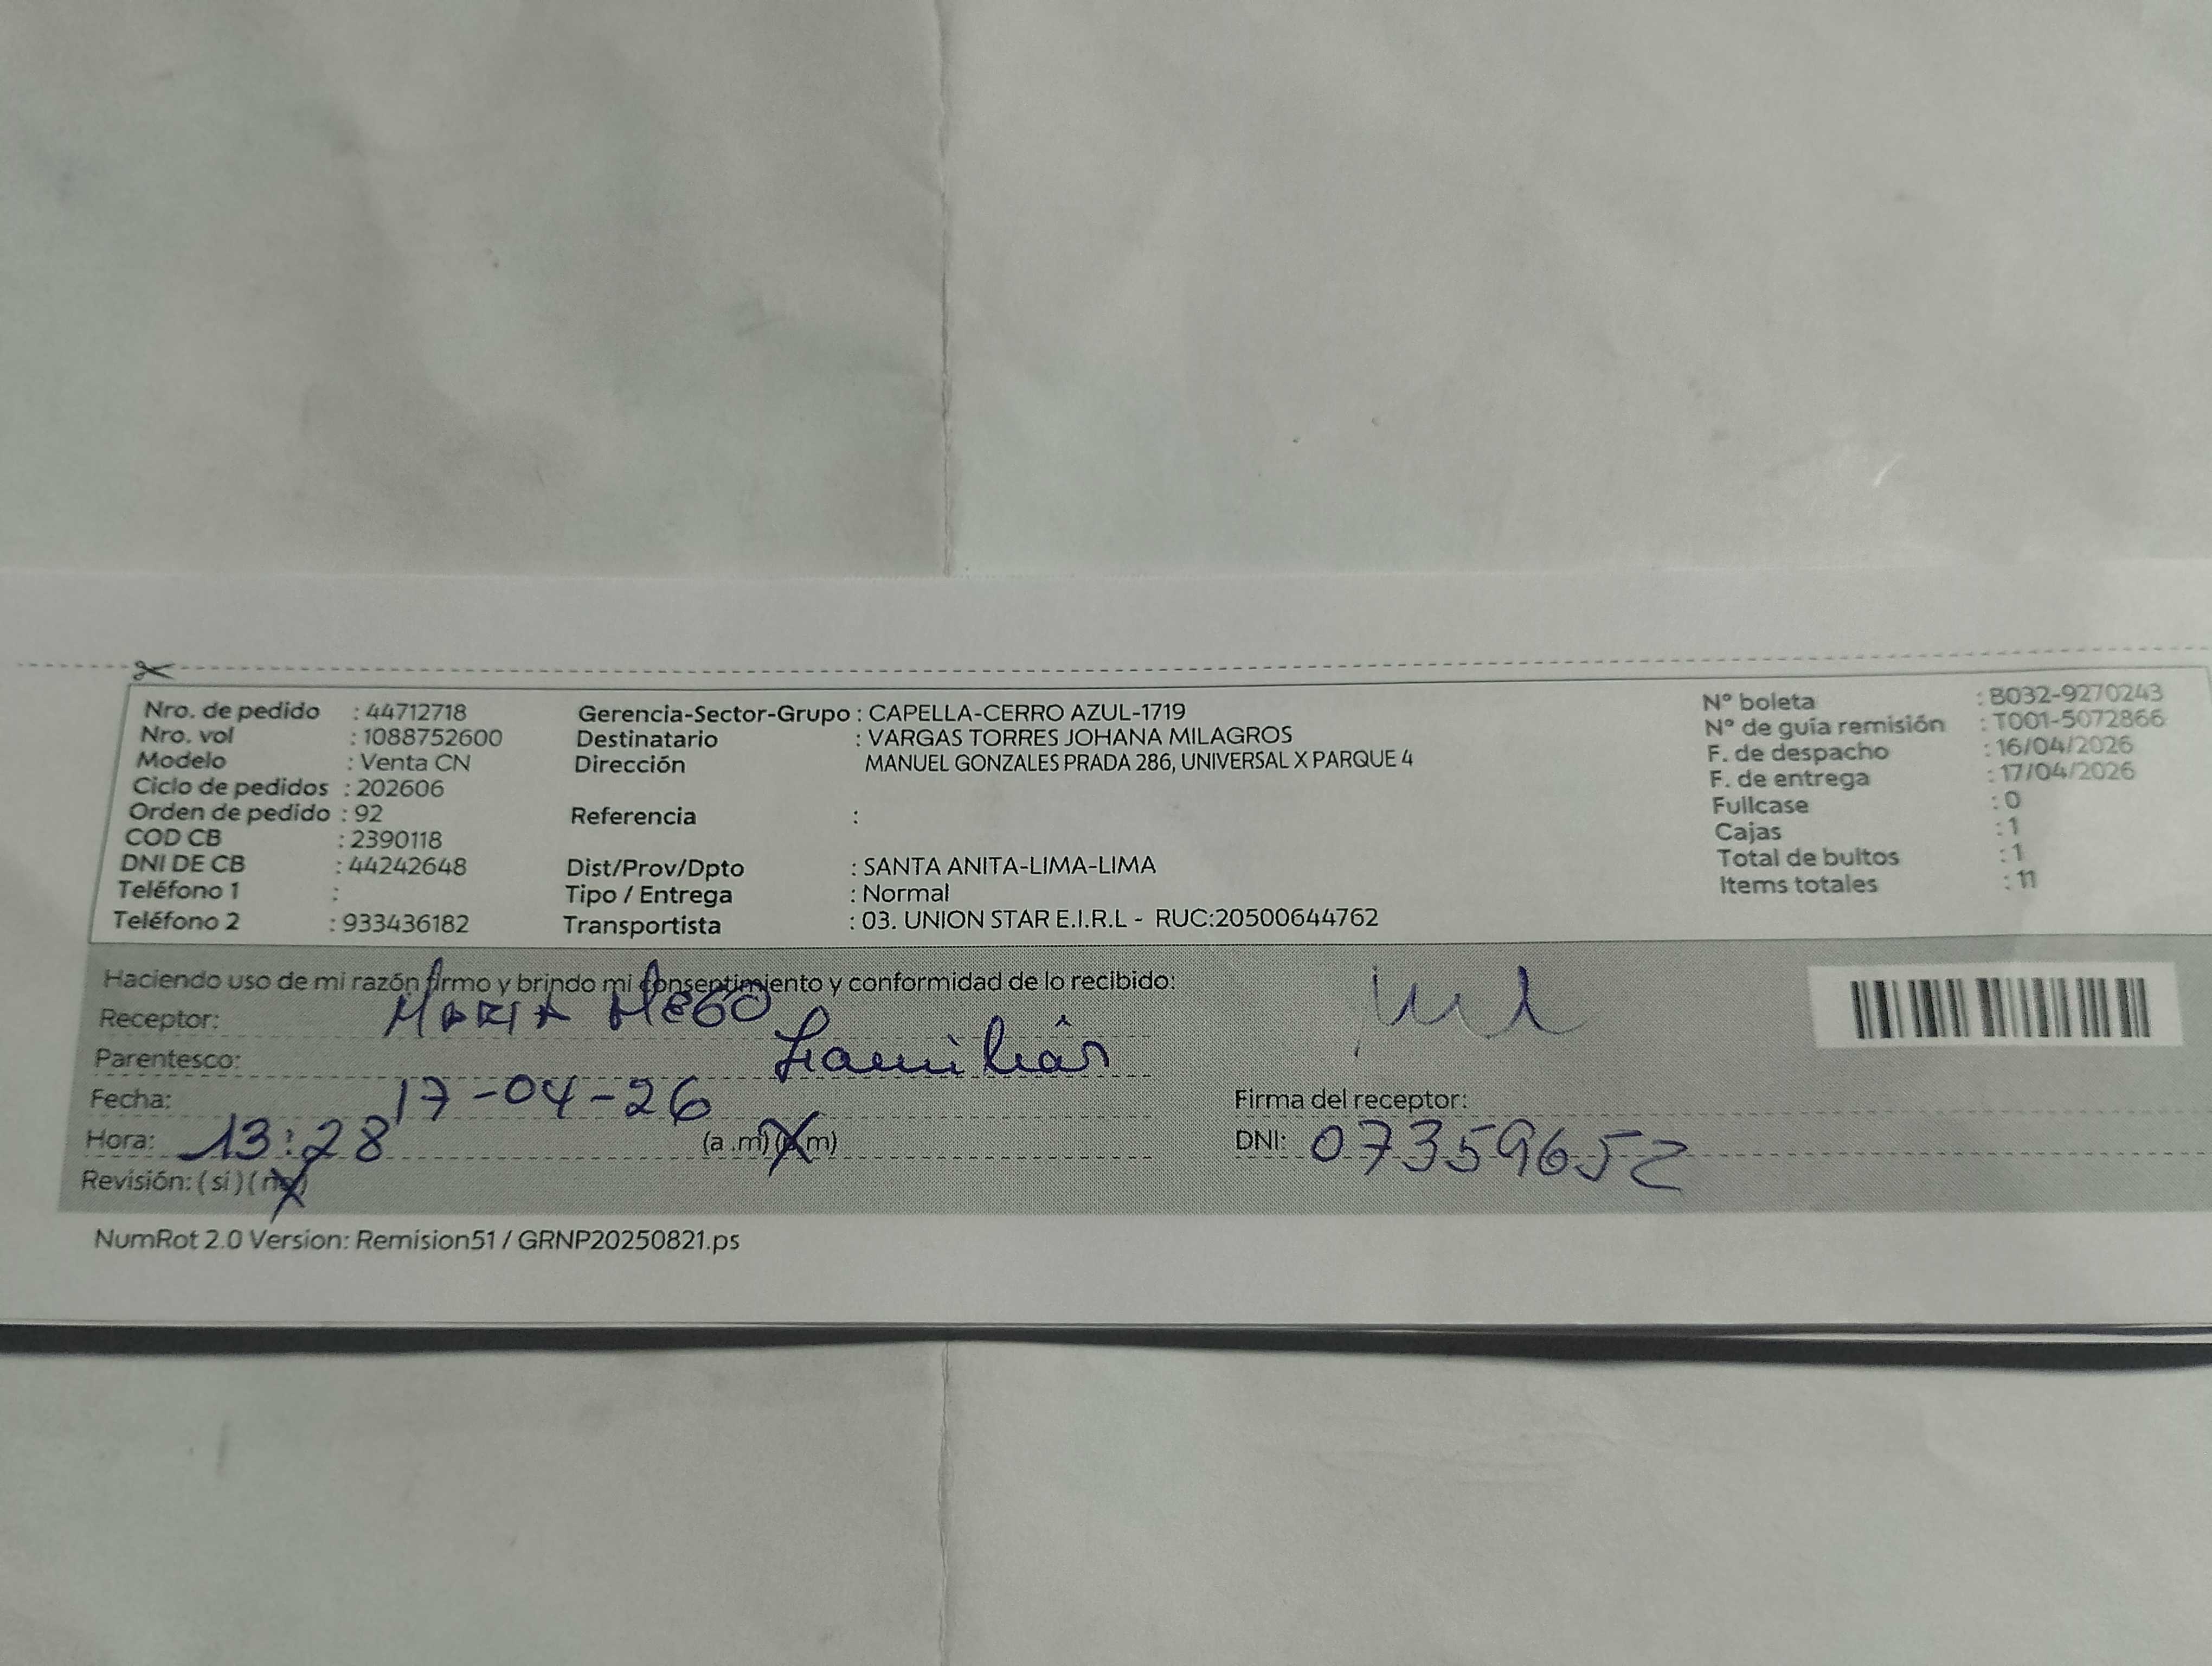 Nro. de pedido : 44712718
Nro. vol : 1088752600
Modelo : Venta CN
Ciclo de pedidos : 202606
Orden de pedido : 92
COD CB : 2390118
DNI DE CB : 44242648
Teléfono 1 :
Teléfono 2 : 933436182
Gerencia-Sector-Grupo : CAPELLA-CERRO AZUL-1719
Destinatario : VARGAS TORRES JOHANA MILAGROS
Dirección MANUEL GONZALES PRADA 286, UNIVERSAL X PARQUE 4
Referencia :
Dist/Prov/Dpto : SANTA ANITA-LIMA-LIMA
Tipo / Entrega : Normal
Transportista : 03. UNION STAR E.I.R.L - RUC:20500644762
N° boleta : B032-9270243
N° de guía remisión : T001-5072866
F. de despacho : 16/04/2026
F. de entrega : 17/04/2026
Fullcase : 0
Cajas : 1
Total de bultos : 1
Items totales : 11
Haciendo uso de mi razón firmo y brindo mi consentimiento y conformidad de lo recibido:
Receptor: MARIA MEGO
Parentesco: Familiar
Fecha: 17-04-26
Hora: 13:28 (a.m) (p.m)
Revisión: (si) (no)
Firma del receptor:
DNI: 07359652
NumRot 2.0 Version: Remision51 / GRNP20250821.ps